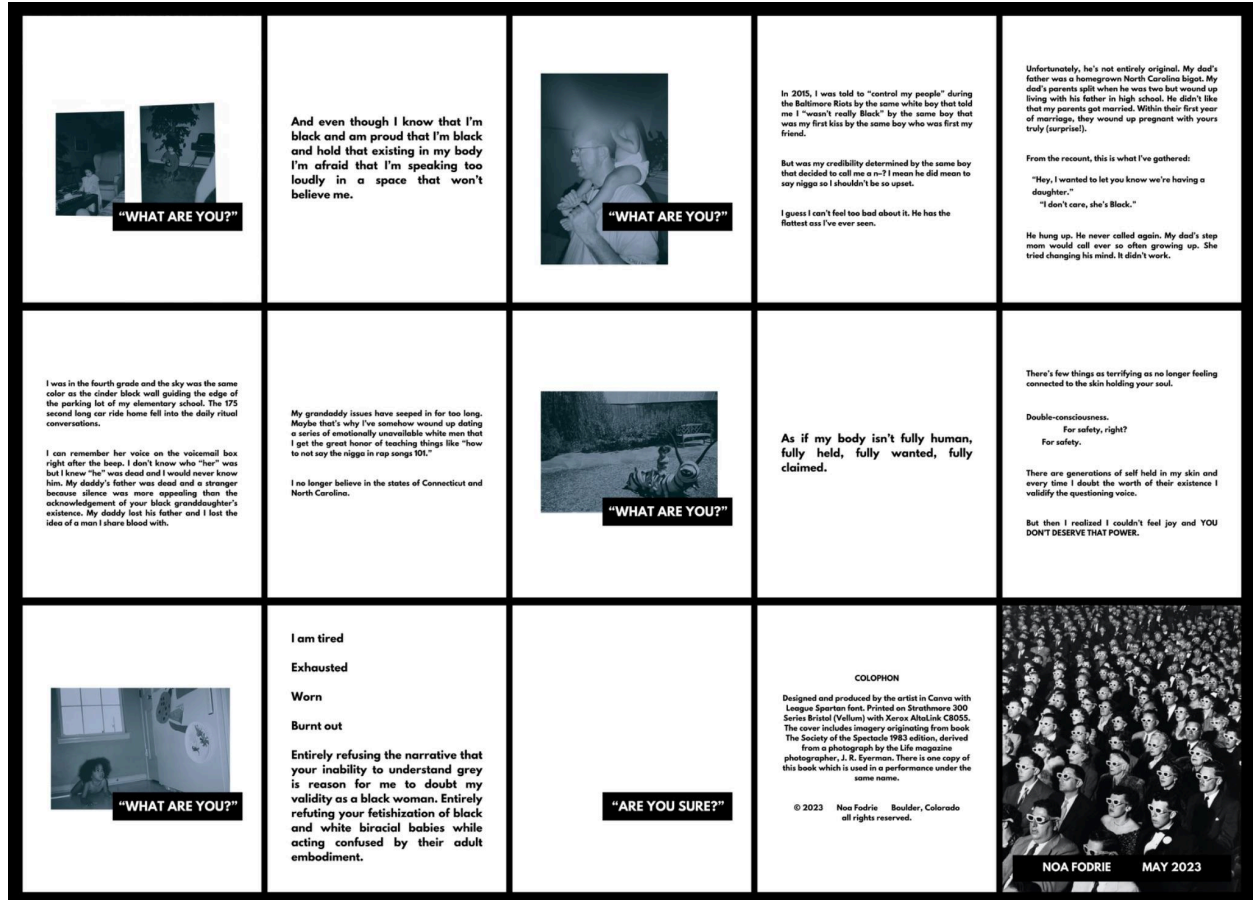 “WHAT ARE YOU?”
And even though I know that I’m
black and am proud that I’m black
and hold that existing in my body
I’m afraid that I’m speaking too
loudly in a space that won’t
believe me.
“WHAT ARE YOU?”
In 2015, I was told to “control my people” during
the Baltimore Riots by the same white boy that told
me I “wasn’t really Black” by the same boy that
was my first kiss by the same boy who was first my
friend.
But was my credibility determined by the same boy
that decided to call me a n–? I mean he did mean to
say nigga so I shouldn’t be so upset.
I guess I can’t feel too bad about it. He has the
flattest ass I’ve ever seen.
Unfortunately, he’s not entirely original. My dad’s
father was a homegrown North Carolina bigot. My
dad’s parents split when he was two but wound up
living with his father in high school. He didn’t like
that my parents got married. Within their first year
of marriage, they wound up pregnant with yours
truly (surprise!).
From the recount, this is what I’ve gathered:
“Hey, I wanted to let you know we’re having a
daughter.”
“I don’t care, she’s Black.”
He hung up. He never called again. My dad’s step
mom would call ever so often growing up. She
tried changing his mind. It didn’t work.
I was in the fourth grade and the sky was the same
color as the cinder block wall guiding the edge of
the parking lot of my elementary school. The 175
second long car ride home fell into the daily ritual
conversations.
I can remember her voice on the voicemail box
right after the beep. I don’t know who “her” was
but I knew “he” was dead and I would never know
him. My daddy’s father was dead and a stranger
because silence was more appealing than the
acknowledgement of your black granddaughter’s
existence. My daddy lost his father and I lost the
idea of a man I share blood with.
My grandaddy issues have seeped in far too long.
Maybe that’s why I’ve somehow wound up dating
a series of emotionally unavailable white men that
I get the great honor of teaching things like “how
to not say the nigga in rap songs 101.”
I no longer believe in the states of Connecticut and
North Carolina.
“WHAT ARE YOU?”
As if my body isn’t fully human,
fully held, fully wanted, fully
claimed.
There’s few things as terrifying as no longer feeling
connected to the skin holding your soul.
Double-consciousness.
For safety, right?
For safety.
There are generations of self held in my skin and
every time I doubt the worth of their existence I
validify the questioning voice.
But then I realized I couldn’t feel joy and YOU
DON’T DESERVE THAT POWER.
“WHAT ARE YOU?”
I am tired
Exhausted
Worn
Burnt out
Entirely refusing the narrative that
your inability to understand grey
is reason for me to doubt my
validity as a black woman. Entirely
refuting your fetishization of black
and white biracial babies while
acting confused by their adult
embodiment.
“ARE YOU SURE?”
COLOPHON
Designed and produced by the artist in Canva with
League Spartan font. Printed on Strathmore 300
Series Bristol (Vellum) with Xerox AltaLink C8055.
The cover includes imagery originating from book
The Society of the Spectacle 1983 edition, derived
from a photograph by the Life magazine
photographer, J. R. Eyerman. There is one copy of
this book which is used in a performance under the
same name.
© 2023 Noa Fodrie Boulder, Colorado
all rights reserved.
NOA FODRIE MAY 2023